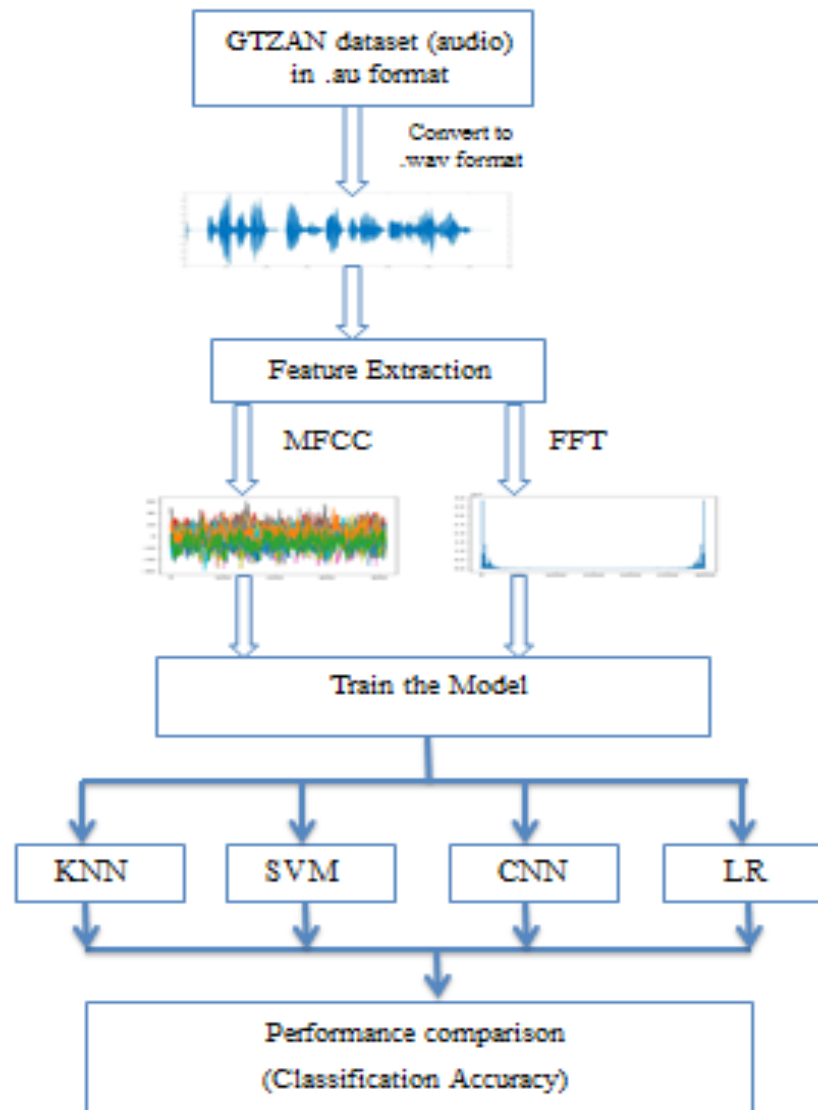 GTZAN dataset (audio)
in .au format
Convert to
.wav format
Feature Extraction
MFCC
FFT
Train the Model
KNN
SVM
CNN
LR
Performance comparison
(Classification Accuracy)